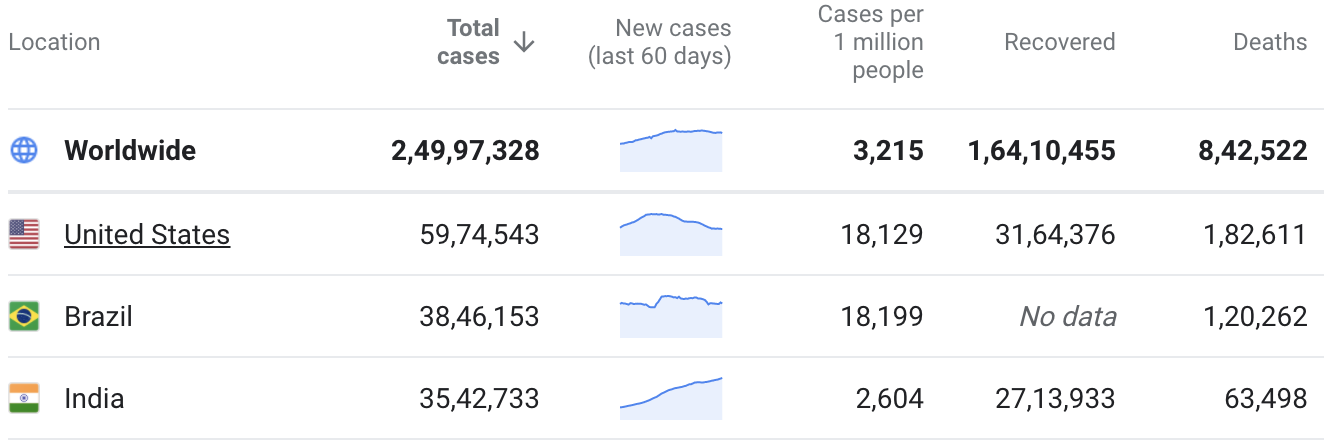 Location Total cases New cases (last 60 days) Cases per 1 million people Recovered Deaths
Worldwide 2,49,97,328 3,215 1,64,10,455 8,42,522
United States 59,74,543 18,129 31,64,376 1,82,611
Brazil 38,46,153 18,199 No data 1,20,262
India 35,42,733 2,604 27,13,933 63,498